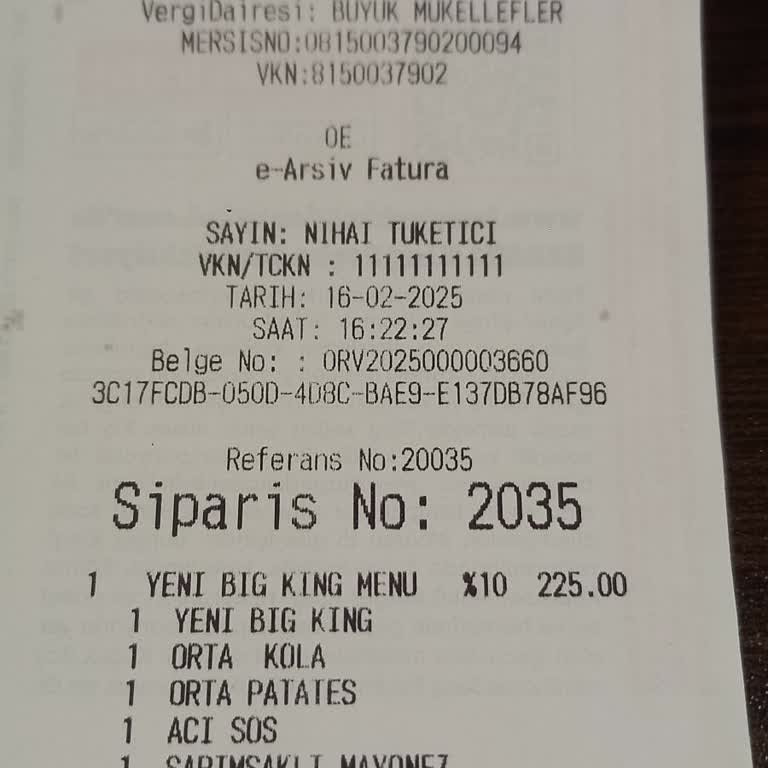 VergiDairesi: BUYUK MUKELLEFLER
MERSISNO:0815003790200094
VKN:8150037902
OE
e-Arsiv Fatura
SAYIN: NIHAI TUKETICI
VKN/TCKN : 11111111111
TARIH: 16-02-2025
SAAT: 16:22:27
Belge No: : ORV2025000003660
3C17FCDB-050D-4D8C-BAE9-E137DB78AF96
Referans No:20035
Siparis No: 2035
1 YENI BIG KING MENU %10 225.00
1 YENI BIG KING
1 ORTA KOLA
1 ORTA PATATES
1 ACI SOS
1 SARIMSAKLI MAYONEZ